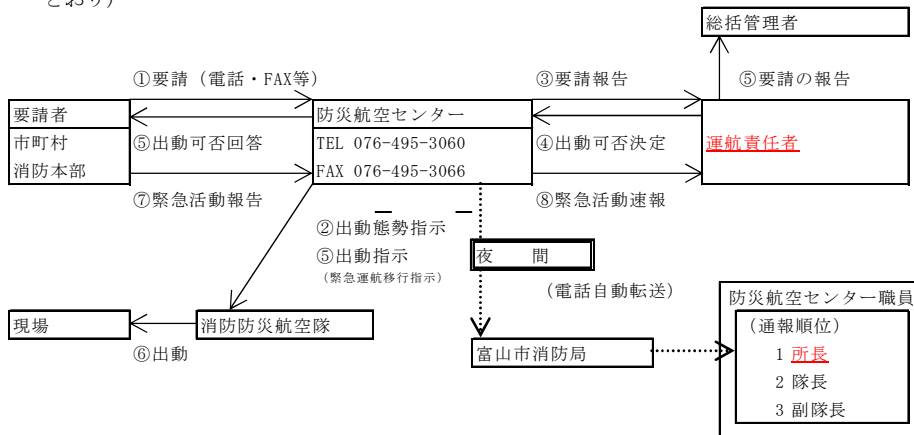 とおり）
総括管理者
①要請（電話・FAX等）
③要請報告
⑤要請の報告
要請者
市町村
消防本部
⑤出動可否回答
防災航空センター
TEL 076-495-3060
FAX 076-495-3066
④出動可否決定
運航責任者
⑦緊急活動報告
⑧緊急活動速報
②出動態勢指示
⑤出動指示
（緊急運航移行指示）
夜　　間
（電話自動転送）
現場
消防防災航空隊
⑥出動
富山市消防局
防災航空センター職員
（通報順位）
1 所長
2 隊長
3 副隊長